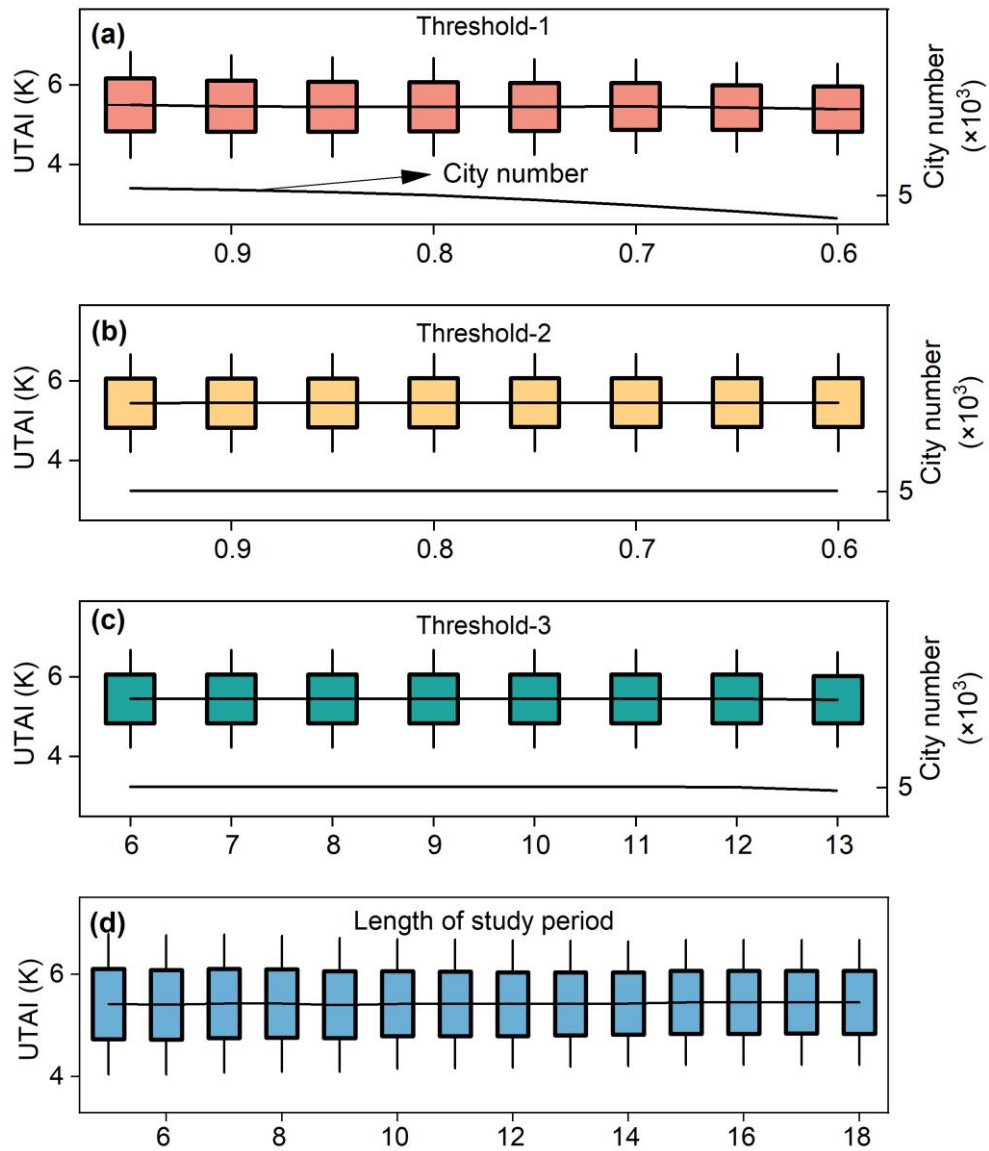 (a)
Threshold-1
UTAI (K)
6
4
City number
5
City number
(×10³)
0.9 0.8 0.7 0.6
(b)
Threshold-2
UTAI (K)
6
4
5
City number
(×10³)
0.9 0.8 0.7 0.6
(c)
Threshold-3
UTAI (K)
6
4
5
City number
(×10³)
6 7 8 9 10 11 12 13
(d)
Length of study period
UTAI (K)
6
4
6 8 10 12 14 16 18